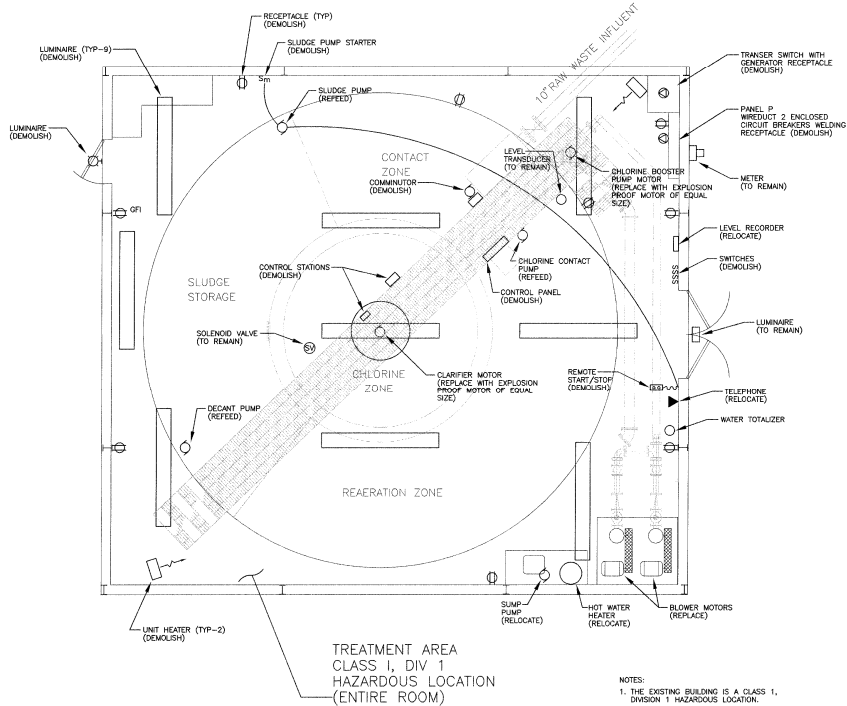 RECEPTACLE (TYP)
(DEMOLISH)
SLUDGE PUMP STARTER
(DEMOLISH)
LUMINAIRE (TYP-9)
(DEMOLISH)
Sm
SLUDGE PUMP
(REFEED)
10" RAW WASTE INFLUENT
TRANSER SWITCH WITH
GENERATOR RECEPTACLE
(DEMOLISH)
PANEL P
WIREDUCT 2 ENCLOSED
CIRCUIT BREAKERS WELDING
RECEPTACLE (DEMOLISH)
LUMINAIRE
(DEMOLISH)
CONTACT
ZONE
LEVEL
TRANSDUCER
(TO REMAIN)
COMMINUTOR
(DEMOLISH)
CHLORINE BOOSTER
PUMP MOTOR
(REPLACE WITH EXPLOSION
PROOF MOTOR OF EQUAL
SIZE)
METER
(TO REMAIN)
GFI
LEVEL RECORDER
(RELOCATE)
SWITCHES
(DEMOLISH)
SSSS
CHLORINE CONTACT
PUMP
(REFEED)
CONTROL STATIONS
(DEMOLISH)
CONTROL PANEL
(DEMOLISH)
SLUDGE
STORAGE
SOLENOID VALVE
(TO REMAIN)
SV
LUMINAIRE
(TO REMAIN)
CHLORINE
ZONE
CLARIFIER MOTOR
(REPLACE WITH EXPLOSION
PROOF MOTOR OF EQUAL
SIZE)
REMOTE
START/STOP
(DEMOLISH)
TELEPHONE
(RELOCATE)
DECANT PUMP
(REFEED)
WATER TOTALIZER
REAERATION ZONE
UNIT HEATER (TYP-2)
(DEMOLISH)
SUMP
PUMP
(RELOCATE)
HOT WATER
HEATER
(RELOCATE)
BLOWER MOTORS
(REPLACE)
TREATMENT AREA
CLASS I, DIV 1
HAZARDOUS LOCATION
(ENTIRE ROOM)
NOTES:
1. THE EXISTING BUILDING IS A CLASS 1,
DIVISION 1 HAZARDOUS LOCATION.